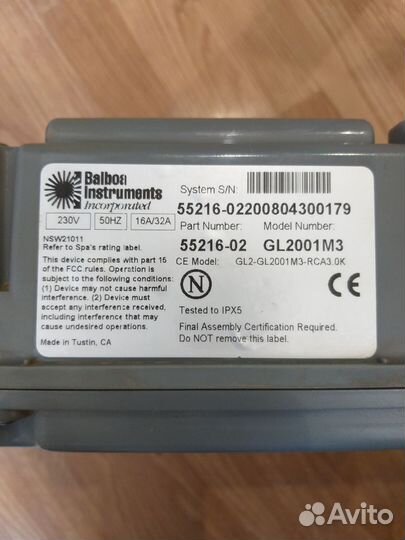 Balboa
Instruments
Incorporated
230V 50HZ 16A/32A
NSW21011
Refer to Spa's rating label.
This device complies with part 15
of the FCC rules. Operation is
subject to the following conditions:
(1) Device may not cause harmful
interference. (2) Device must
accept any interference received,
including interference that may
cause undesired operations.
Made in Tustin, CA
System S/N:
55216-02200804300179
Part Number: Model Number:
55216-02 GL2001M3
CE Model: GL2-GL2001M3-RCA3.0K
N
CE
Tested to IPX5
Final Assembly Certification Required.
Do NOT remove this label.
Avito